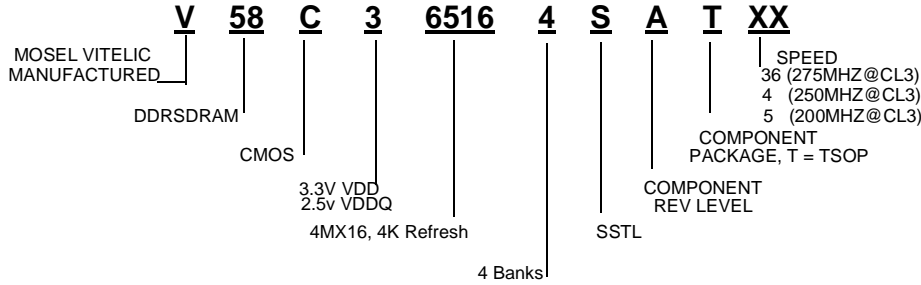 V 58 C 3 6516 4 S A T XX
MOSEL VITELIC
MANUFACTURED
SPEED
36 (275MHZ@CL3)
4 (250MHZ@CL3)
5 (200MHZ@CL3)
DDRSDRAM
COMPONENT
PACKAGE, T = TSOP
CMOS
3.3V VDD
2.5v VDDQ
COMPONENT
REV LEVEL
4MX16, 4K Refresh
SSTL
4 Banks